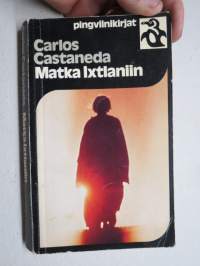 pingviinikirjat
Carlos
Castaneda
Matka Ixtlaniin